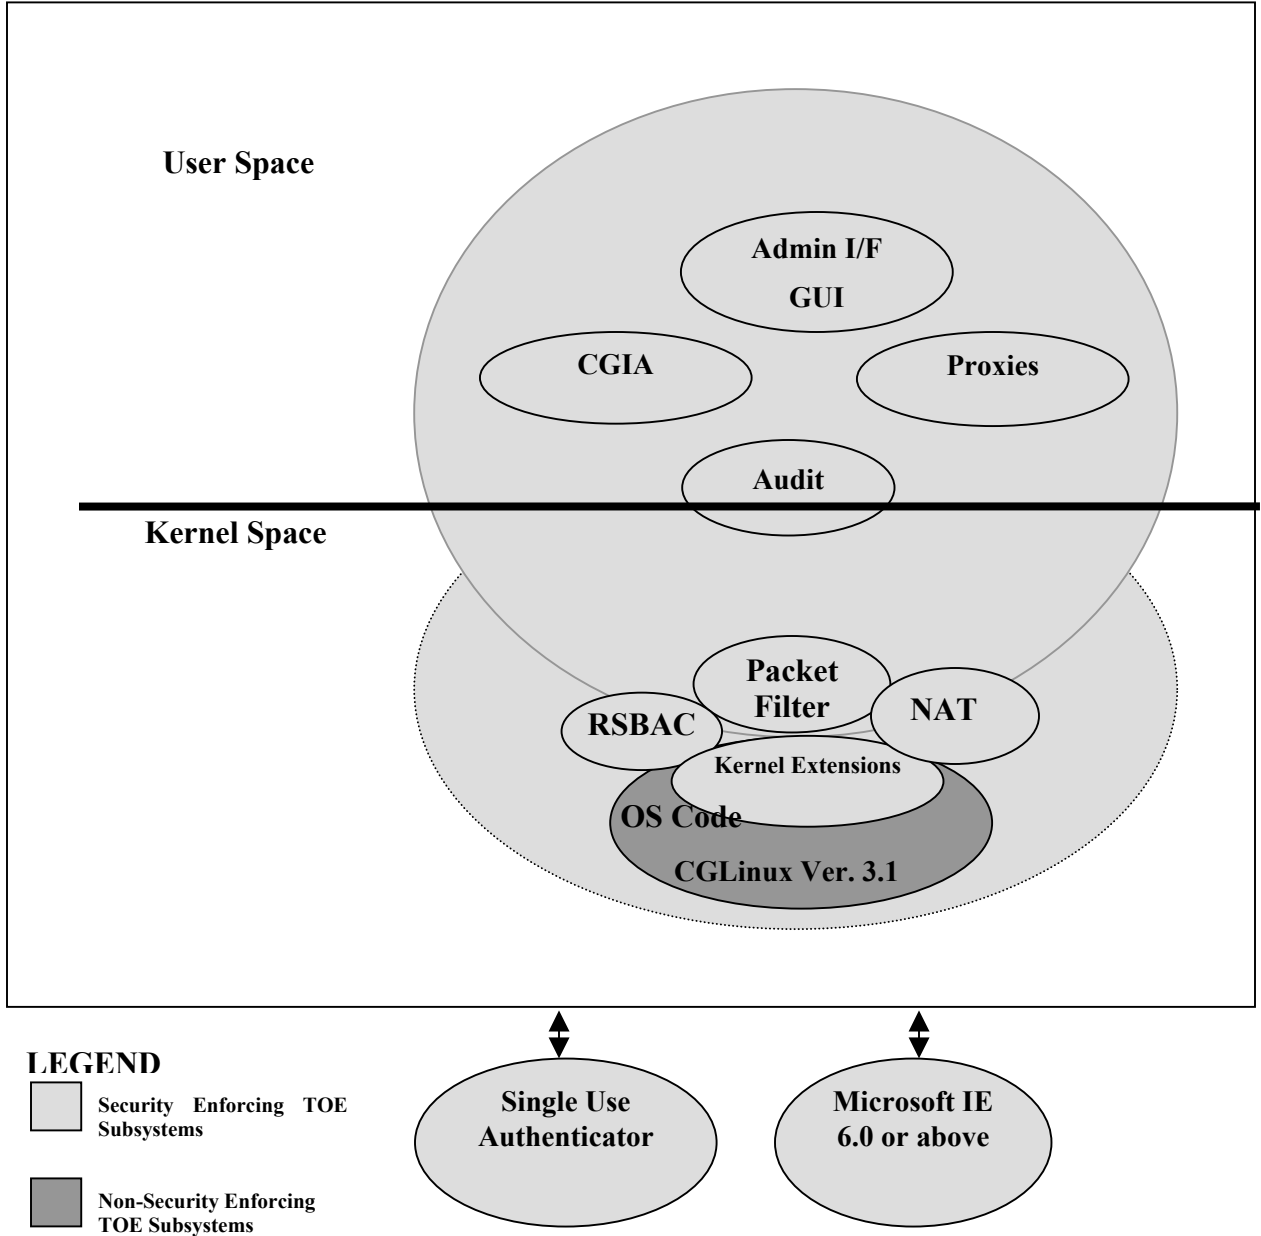 User Space
Admin I/F
GUI
CGIA
Proxies
Audit
Kernel Space
Packet
Filter
RSBAC
NAT
Kernel Extensions
OS Code
CGLinux Ver. 3.1
LEGEND
Security Enforcing TOE
Subsystems
Non-Security Enforcing
TOE Subsystems
Single Use
Authenticator
Microsoft IE
6.0 or above